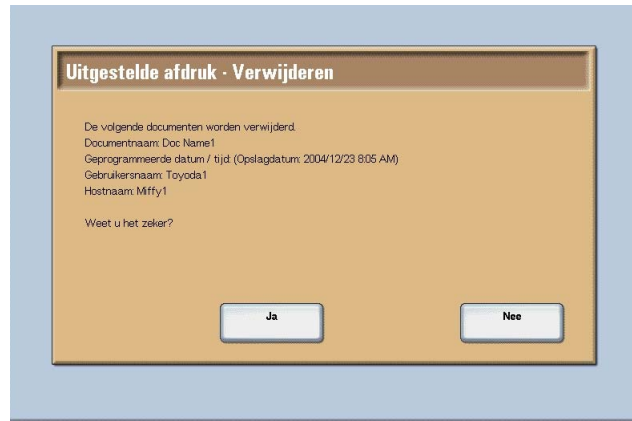 Uitgestelde afdruk - Verwijderen
De volgende documenten worden verwijderd.
Documentnaam: Doc Name1
Geprogrammeerde datum / tijd: (Opslagdatum: 2004/12/23 8:05 AM)
Gebruikersnaam: Toyoda1
Hostnaam: Miffy1
Weet u het zeker?
Ja
Nee